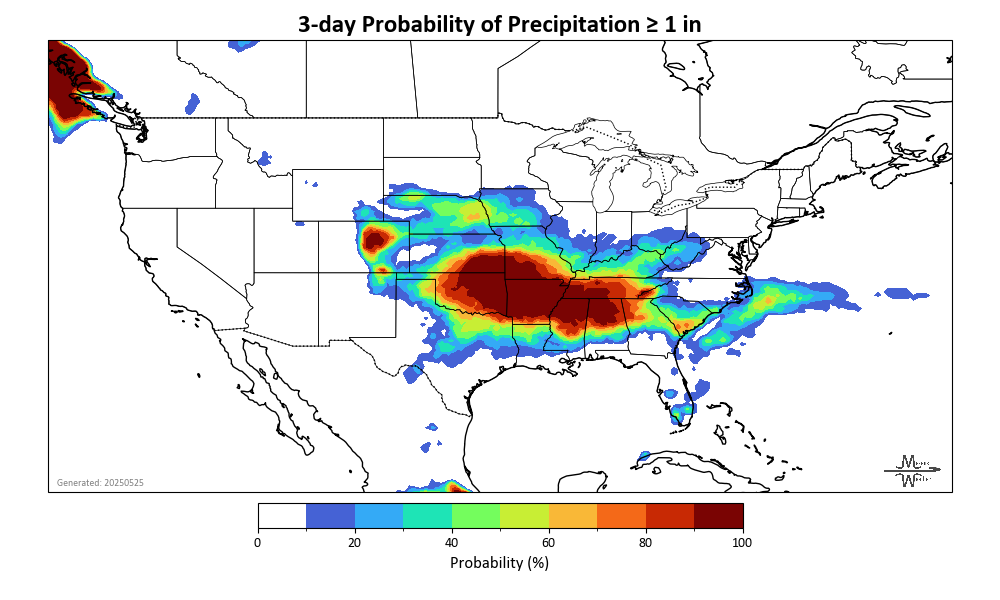 3-day Probability of Precipitation ≥ 1 in
Generated: 20250525
0 20 40 60 80 100
Probability (%)